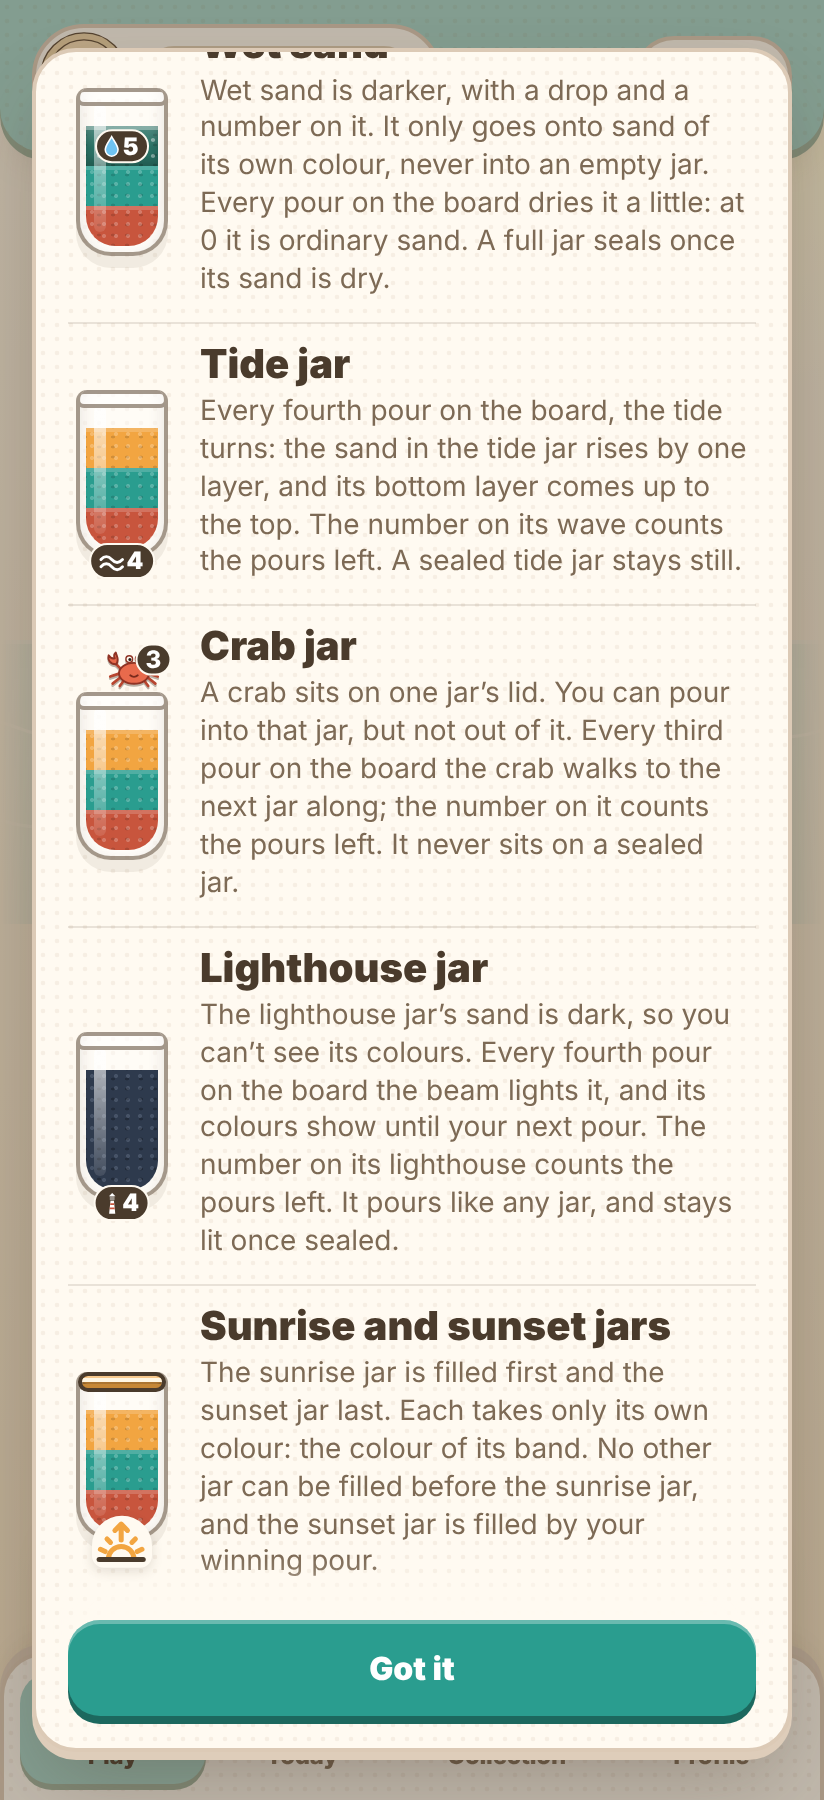 Wet sand
Wet sand is darker, with a drop and a
number on it. It only goes onto sand of
its own colour, never into an empty jar.
Every pour on the board dries it a little: at
0 it is ordinary sand. A full jar seals once
its sand is dry.
5
Tide jar
Every fourth pour on the board, the tide
turns: the sand in the tide jar rises by one
layer, and its bottom layer comes up to
the top. The number on its wave counts
the pours left. A sealed tide jar stays still.
4
3
Crab jar
A crab sits on one jar’s lid. You can pour
into that jar, but not out of it. Every third
pour on the board the crab walks to the
next jar along; the number on it counts
the pours left. It never sits on a sealed
jar.
Lighthouse jar
The lighthouse jar’s sand is dark, so you
can’t see its colours. Every fourth pour
on the board the beam lights it, and its
colours show until your next pour. The
number on its lighthouse counts the
pours left. It pours like any jar, and stays
lit once sealed.
4
Sunrise and sunset jars
The sunrise jar is filled first and the
sunset jar last. Each takes only its own
colour: the colour of its band. No other
jar can be filled before the sunrise jar,
and the sunset jar is filled by your
winning pour.
Got it
Play
Today
Collection
Profile